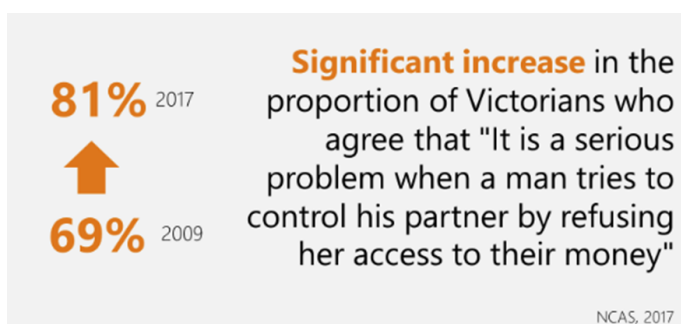 81% 2017
69% 2009
Significant increase in the
proportion of Victorians who
agree that "It is a serious
problem when a man tries to
control his partner by refusing
her access to their money"
NCAS, 2017